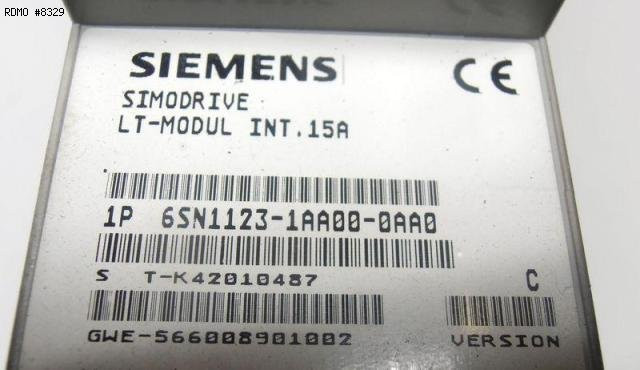 RDMO #8329
SIEMENS CE
SIMODRIVE
LT-MODUL INT.15A
1P 6SN1123-1AA00-0AA0
S T-K42010487 C
GWE-566008901002 VERSION